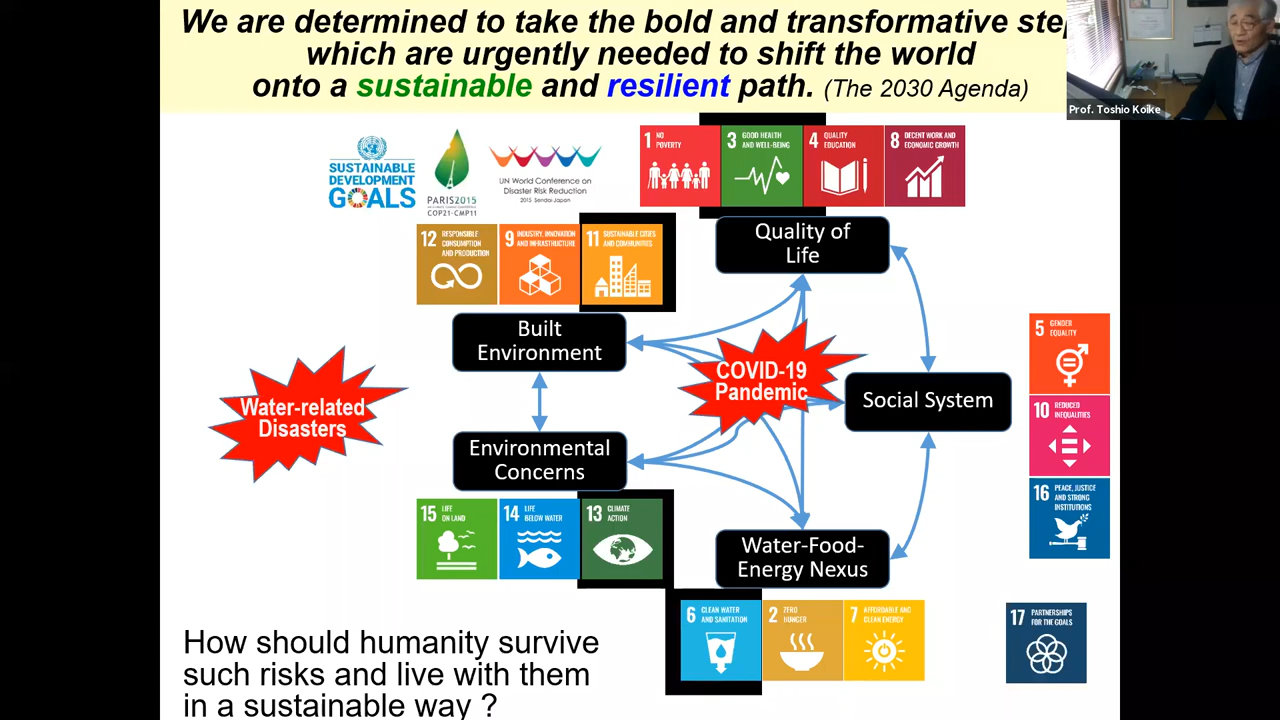 We are determined to take the bold and transformative step
which are urgently needed to shift the world
onto a sustainable and resilient path. (The 2030 Agenda)
Prof. Toshio Koike
SUSTAINABLE
DEVELOPMENT
GOALS
PARIS2015
COP21·CMP11
UN World Conference on
Disaster Risk Reduction
2015 Sendai Japan
1 NO
POVERTY
3 GOOD HEALTH
AND WELL-BEING
4 QUALITY
EDUCATION
8 DECENT WORK AND
ECONOMIC GROWTH
12 RESPONSIBLE
CONSUMPTION
AND PRODUCTION
9 INDUSTRY, INNOVATION
AND INFRASTRUCTURE
11 SUSTAINABLE CITIES
AND COMMUNITIES
Quality of
Life
Built
Environment
COVID-19
Pandemic
Water-related
Disasters
Social System
5 GENDER
EQUALITY
10 REDUCED
INEQUALITIES
16 PEACE, JUSTICE
AND STRONG
INSTITUTIONS
Environmental
Concerns
15 LIFE
ON LAND
14 LIFE
BELOW WATER
13 CLIMATE
ACTION
Water-Food-
Energy Nexus
6 CLEAN WATER
AND SANITATION
2 ZERO
HUNGER
7 AFFORDABLE AND
CLEAN ENERGY
17 PARTNERSHIPS
FOR THE GOALS
How should humanity survive
such risks and live with them
in a sustainable way ?